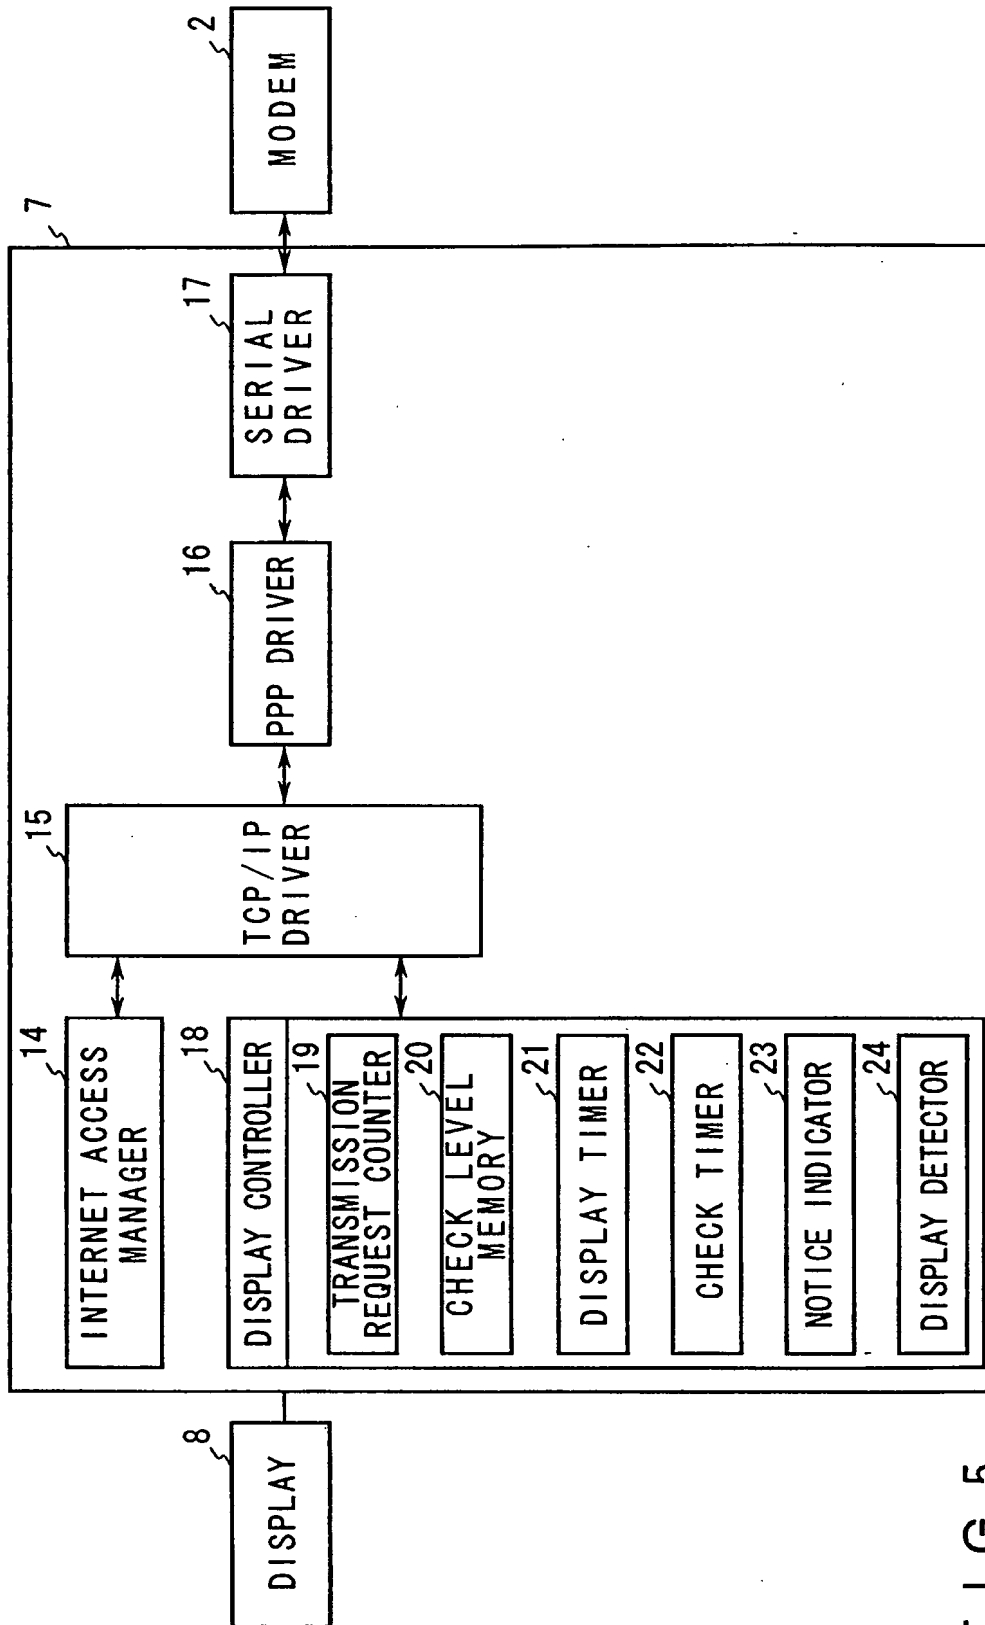 8
DISPLAY
7
14
INTERNET ACCESS
MANAGER
18
DISPLAY CONTROLLER
19
TRANSMISSION
REQUEST COUNTER
20
CHECK LEVEL
MEMORY
21
DISPLAY TIMER
22
CHECK TIMER
23
NOTICE INDICATOR
24
DISPLAY DETECTOR
15
TCP/IP
DRIVER
16
PPP DRIVER
17
SERIAL
DRIVER
2
MODEM